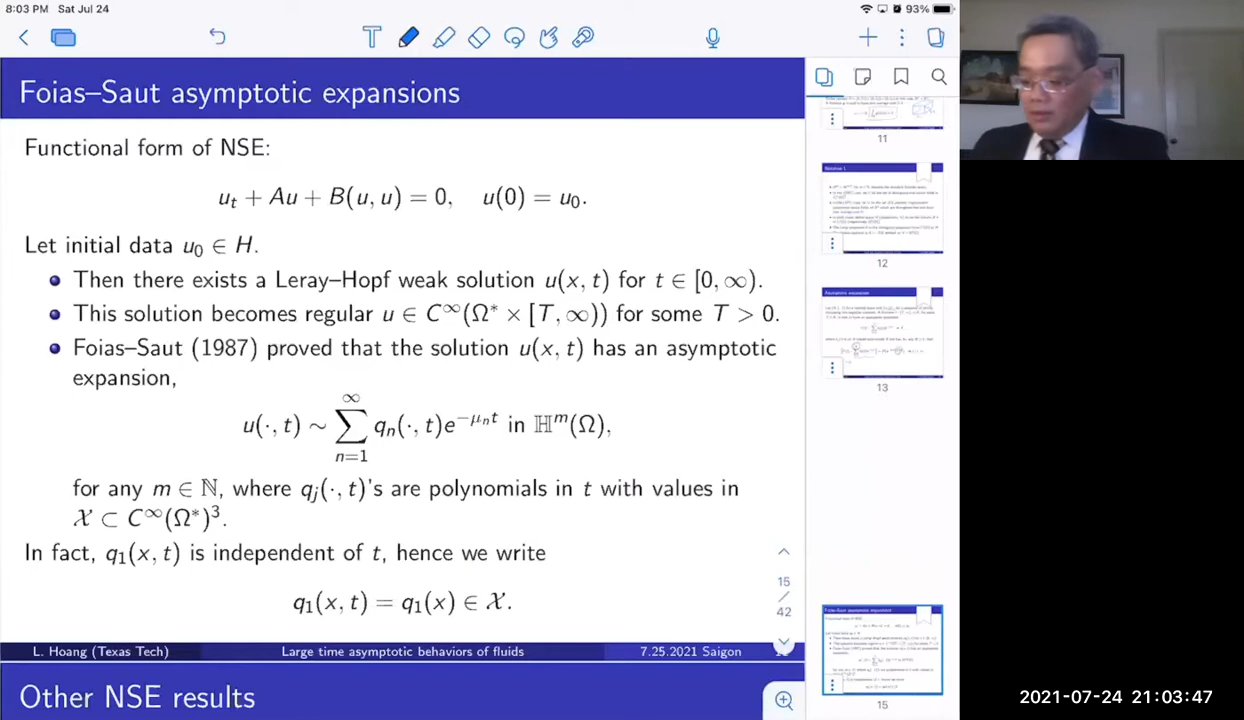 8:03 PM Sat Jul 24
93%
Foias–Saut asymptotic expansions
Functional form of NSE:
u_t + Au + B(u, u) = 0, u(0) = u_0.
Let initial data u_0 ∈ H.
Then there exists a Leray–Hopf weak solution u(x, t) for t ∈ [0, ∞).
This solution becomes regular u ∈ C^∞(Ω* × [T, ∞)) for some T > 0.
Foias–Saut (1987) proved that the solution u(x, t) has an asymptotic
expansion,
u(·, t) ∼ ∑_{n=1}^{∞} q_n(·, t)e^{−μ_n t} in ℍ^m(Ω),
for any m ∈ ℕ, where q_j(·, t)'s are polynomials in t with values in
𝒳 ⊂ C^∞(Ω*)^3.
In fact, q_1(x, t) is independent of t, hence we write
q_1(x, t) = q_1(x) ∈ 𝒳.
15
/
42
L. Hoang (Texas Tech) Large time asymptotic behaviors of fluids 7.25.2021 Saigon
Other NSE results
11
12
13
15
2021-07-24 21:03:47